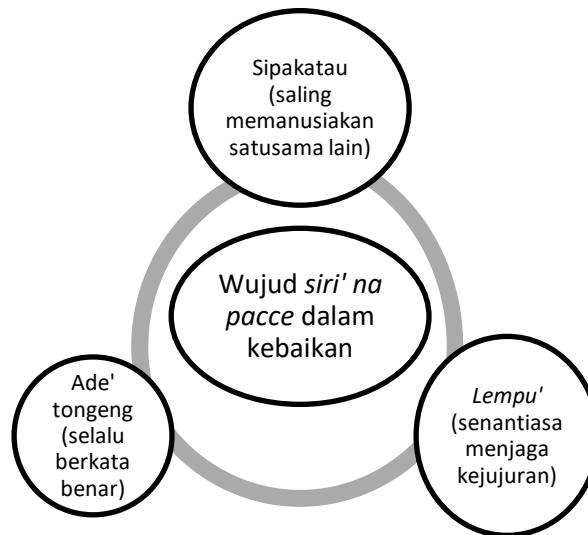 Sipakatau
(saling
memanusiakan
satusama lain)
Wujud siri' na
pacce dalam
kebaikan
Ade'
tongeng
(selalu
berkata
benar)
Lempu'
(senantiasa
menjaga
kejujuran)